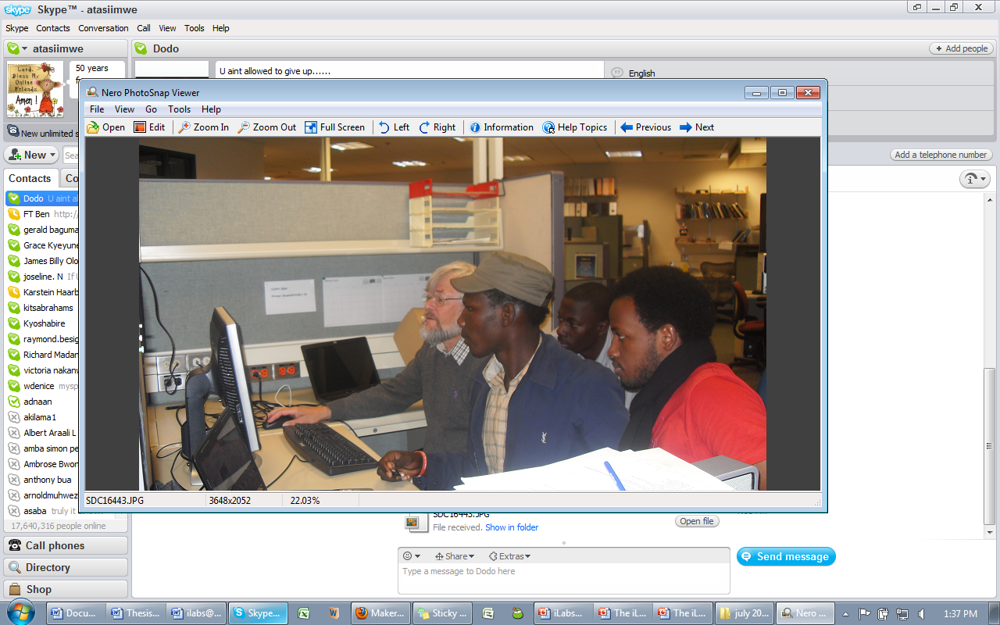 Skype™ - atasiimwe
Skype Contacts Conversation Call View Tools Help
atasiimwe
Dodo
Add people
Lord, Bless My Online Friends Amen!
50 years
U aint allowed to give up......
English
New unlimited s
New
Sea
Add a telephone number
Contacts Co
Dodo U aint al
FT Ben http:/
gerald baguma
Grace Kyeyune
James Billy Olo
joseline. N If U
Karstein Haarb
kitsabrahams
Kyoshabire
raymond.besig
Richard Madan
victoria nakanw
wdenice mysp
adnaan
akilama1
Albert Araali L
amba simon pe
Ambrose Bwon
anthony bua
arnoldmuhwez
asaba truly it
17,640,316 people online
Call phones
Directory
Shop
Nero PhotoSnap Viewer
File View Go Tools Help
Open Edit Zoom In Zoom Out Full Screen Left Right Information Help Topics Previous Next
SDC16443.JPG 3648x2052 22.03%
SDC16443.JPG
File received. Show in folder
Open file
Share Extras
Type a message to Dodo here
Send message
Docu... Thesis... ilabs@... Skype... Maker... Sticky ... iLabs... The iL... The iL... july 20... Nero ... 1:37 PM